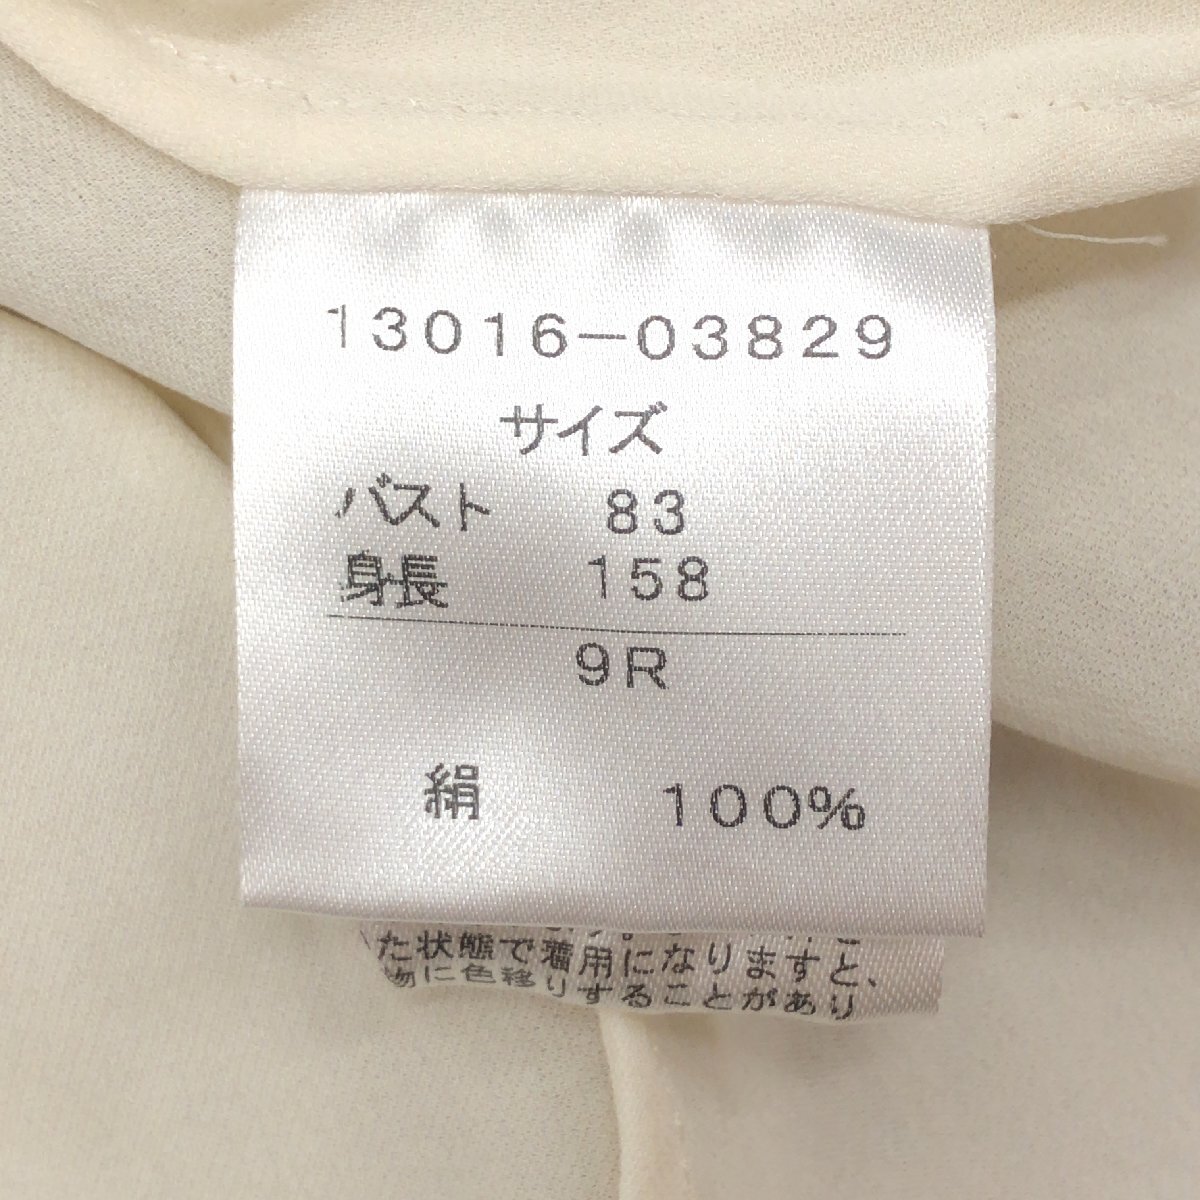 13016-03829
サイズ
バスト 83
身長 158
9R
絹 100%
た状態で着用になりますと、
物に色移りすることがあり